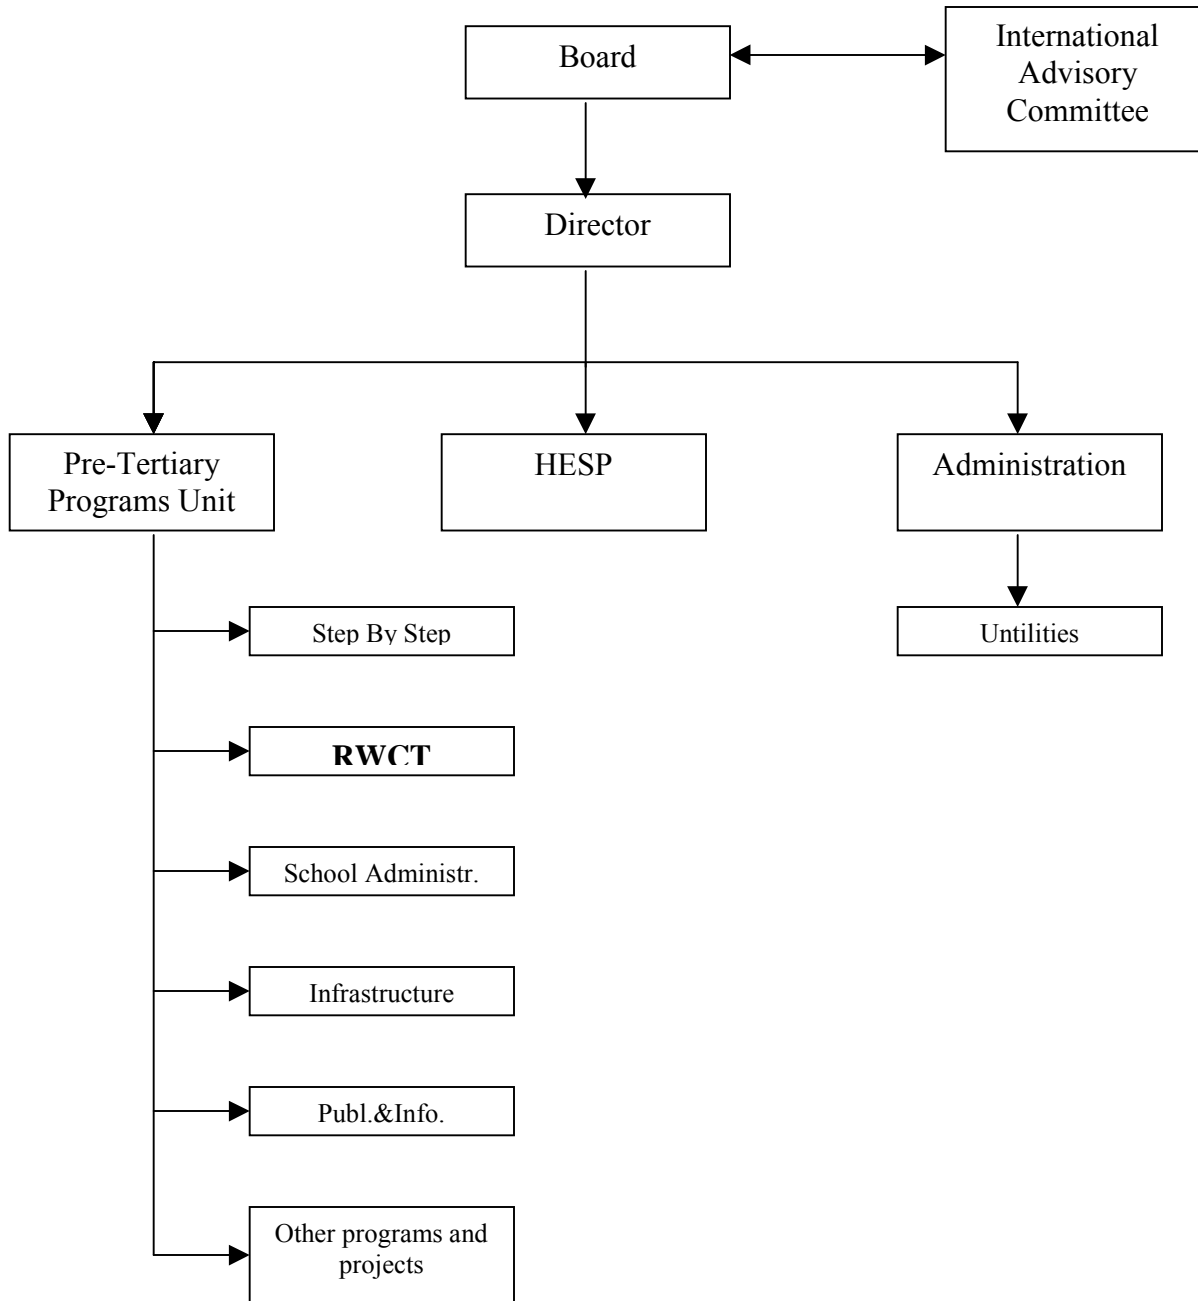 Board
International
Advisory
Committee
Director
Pre-Tertiary
Programs Unit
HESP
Administration
Step By Step
Untilities
RWCT
School Administr.
Infrastructure
Publ.&Info.
Other programs and
projects